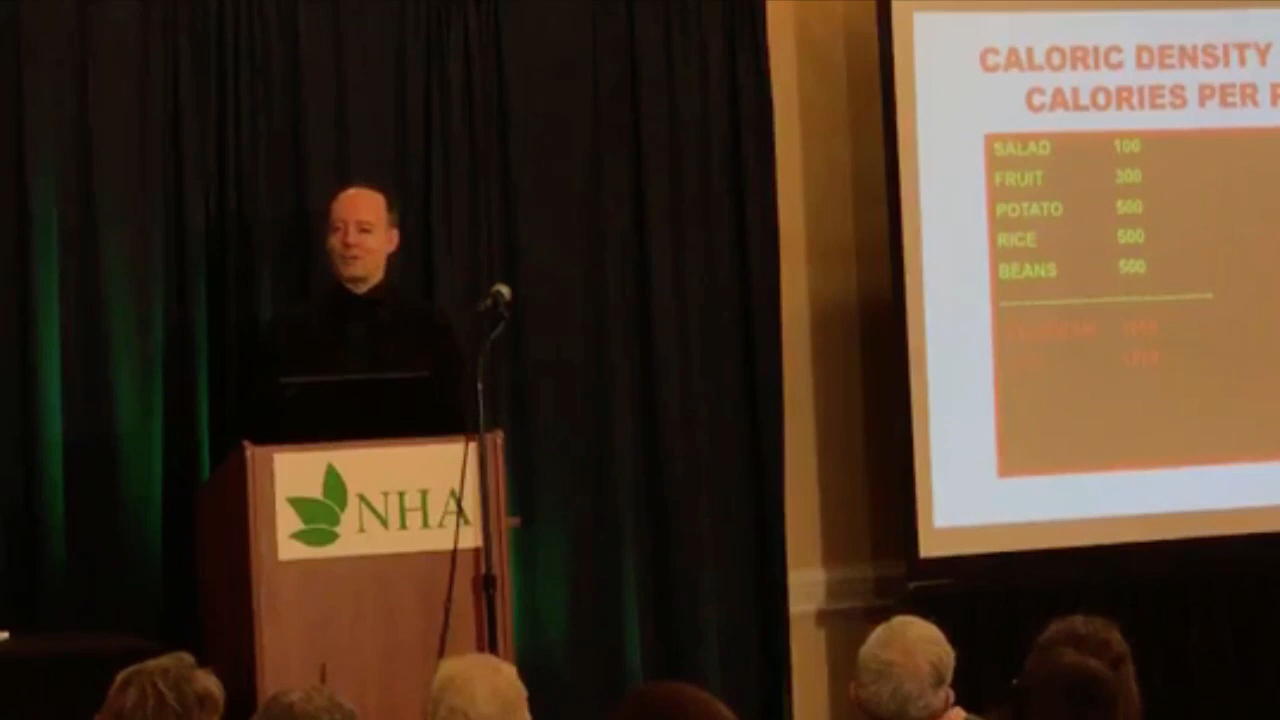 CALORIC DENSITY
CALORIES PER
SALAD 100
FRUIT 300
POTATO 500
RICE 500
BEANS 500
NHA